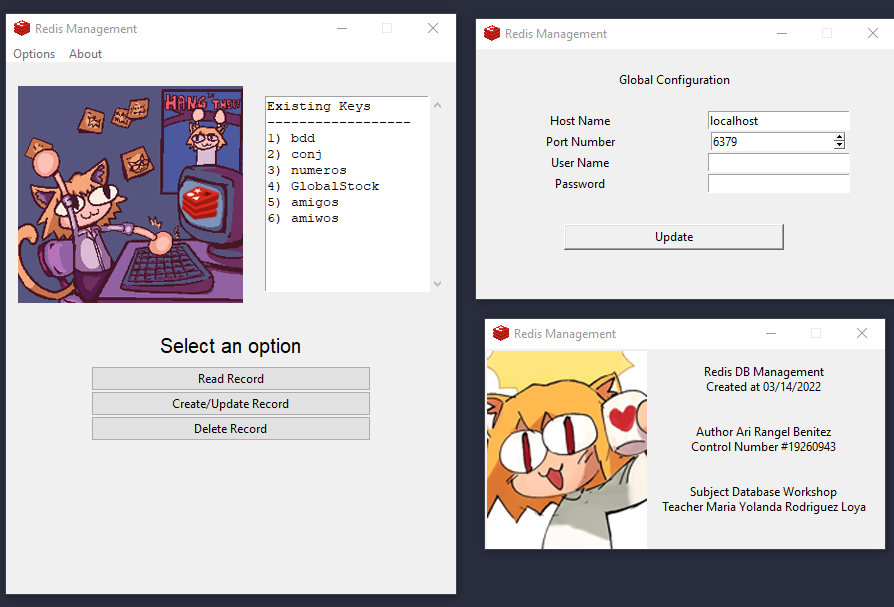 Redis Management
Options About
HANG IN THERE
Existing Keys
------------------
1) bdd
2) conj
3) numeros
4) GlobalStock
5) amigos
6) amiwos
Select an option
Read Record
Create/Update Record
Delete Record
Redis Management
Global Configuration
Host Name localhost
Port Number 6379
User Name
Password
Update
Redis Management
Redis DB Management
Created at 03/14/2022
Author Ari Rangel Benitez
Control Number #19260943
Subject Database Workshop
Teacher Maria Yolanda Rodriguez Loya